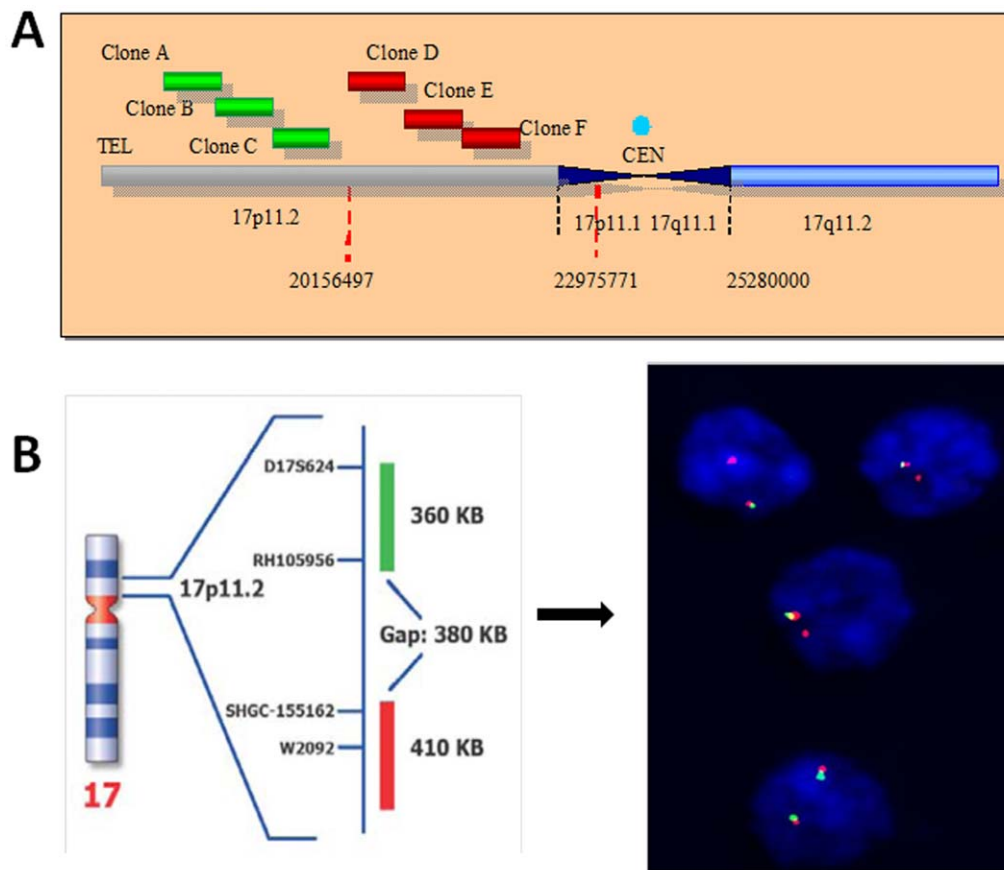 A
Clone A
Clone D
Clone B
Clone E
Clone C
Clone F
TEL
CEN
17p11.2
17p11.1
17q11.1
17q11.2
20156497
22975771
25280000
B
D17S624
360 KB
RH105956
17p11.2
Gap: 380 KB
SHGC-155162
W2092
410 KB
17